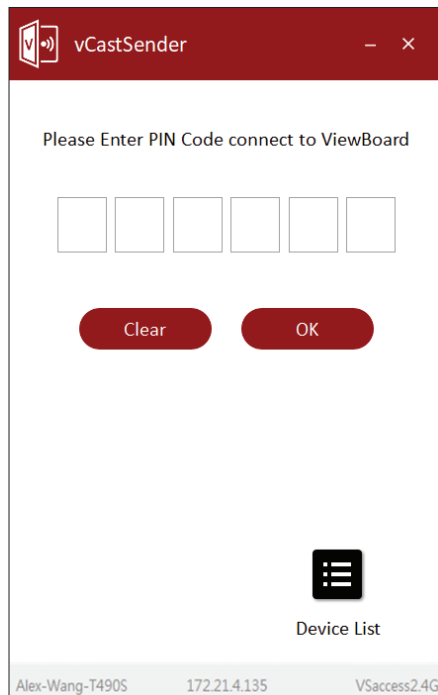 V
vCastSender
Please Enter PIN Code connect to ViewBoard
Clear
OK
Device List
Alex-Wang-T490S
172.21.4.135
VSaccess2.4G